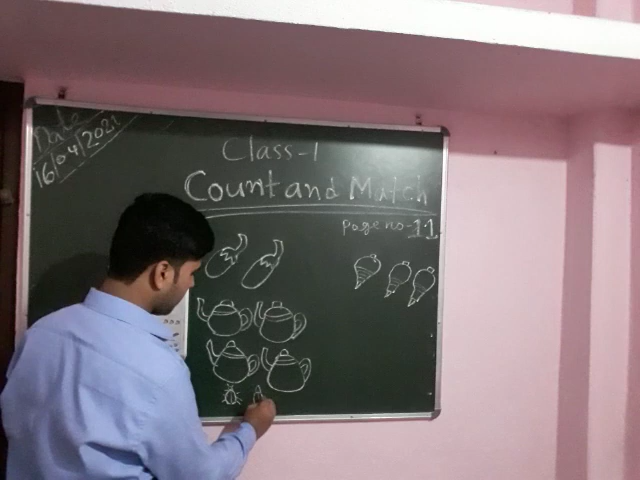 Date
16/04/2021
Class-1
Count and Match
Page no-11